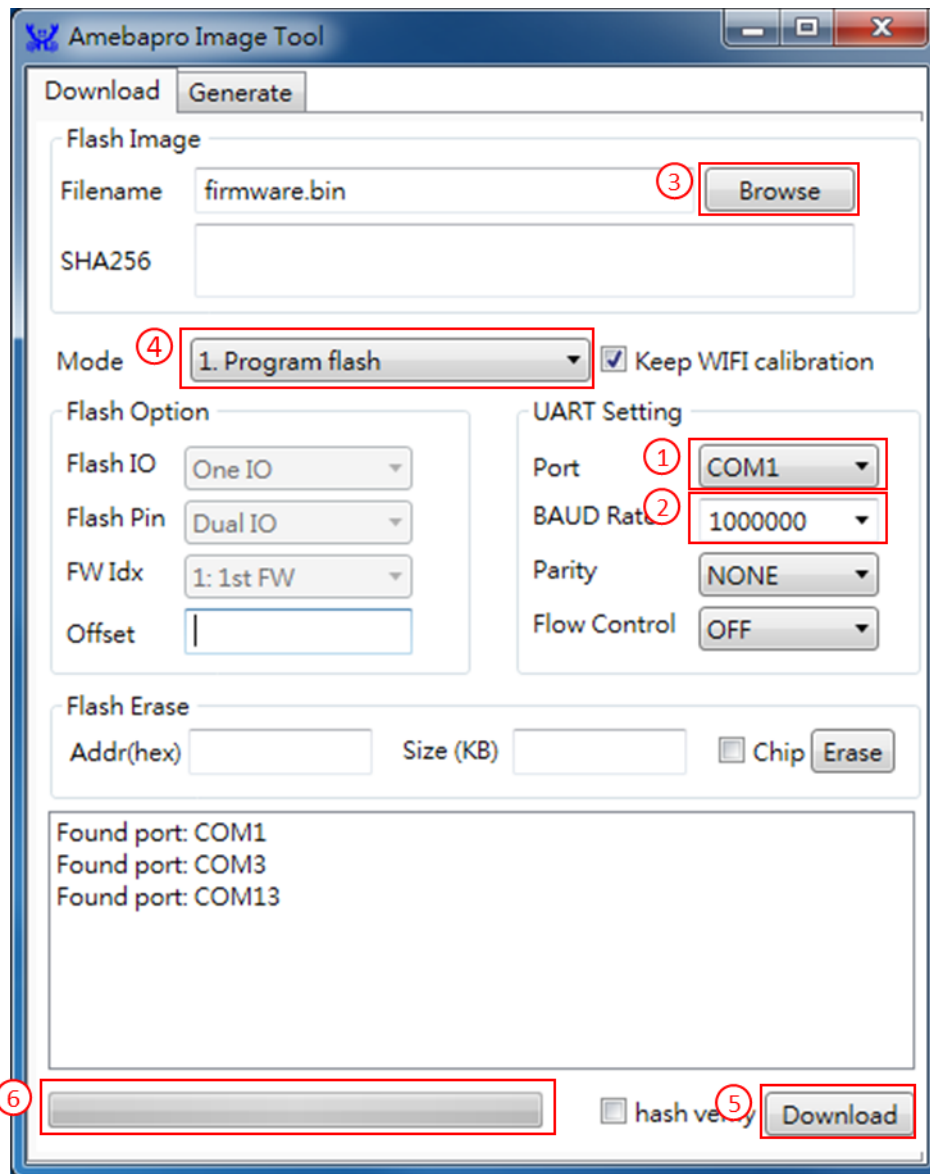 Amebapro Image Tool
Download Generate
Flash Image
Filename firmware.bin 3 Browse
SHA256
Mode 4 1. Program flash Keep WIFI calibration
Flash Option UART Setting
Flash IO One IO Port 1 COM1
Flash Pin Dual IO BAUD Rate 2 1000000
FW Idx 1: 1st FW Parity NONE
Offset Flow Control OFF
Flash Erase
Addr(hex) Size (KB) Chip Erase
Found port: COM1
Found port: COM3
Found port: COM13
6 hash verify 5 Download